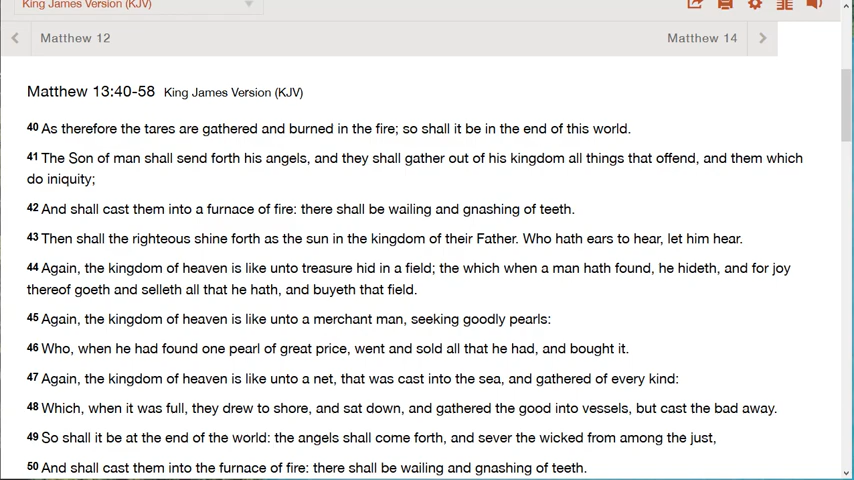 King James Version (KJV)
Matthew 12
Matthew 14
Matthew 13:40-58 King James Version (KJV)
40 As therefore the tares are gathered and burned in the fire; so shall it be in the end of this world.
41 The Son of man shall send forth his angels, and they shall gather out of his kingdom all things that offend, and them which
do iniquity;
42 And shall cast them into a furnace of fire: there shall be wailing and gnashing of teeth.
43 Then shall the righteous shine forth as the sun in the kingdom of their Father. Who hath ears to hear, let him hear.
44 Again, the kingdom of heaven is like unto treasure hid in a field; the which when a man hath found, he hideth, and for joy
thereof goeth and selleth all that he hath, and buyeth that field.
45 Again, the kingdom of heaven is like unto a merchant man, seeking goodly pearls:
46 Who, when he had found one pearl of great price, went and sold all that he had, and bought it.
47 Again, the kingdom of heaven is like unto a net, that was cast into the sea, and gathered of every kind:
48 Which, when it was full, they drew to shore, and sat down, and gathered the good into vessels, but cast the bad away.
49 So shall it be at the end of the world: the angels shall come forth, and sever the wicked from among the just,
50 And shall cast them into the furnace of fire: there shall be wailing and gnashing of teeth.